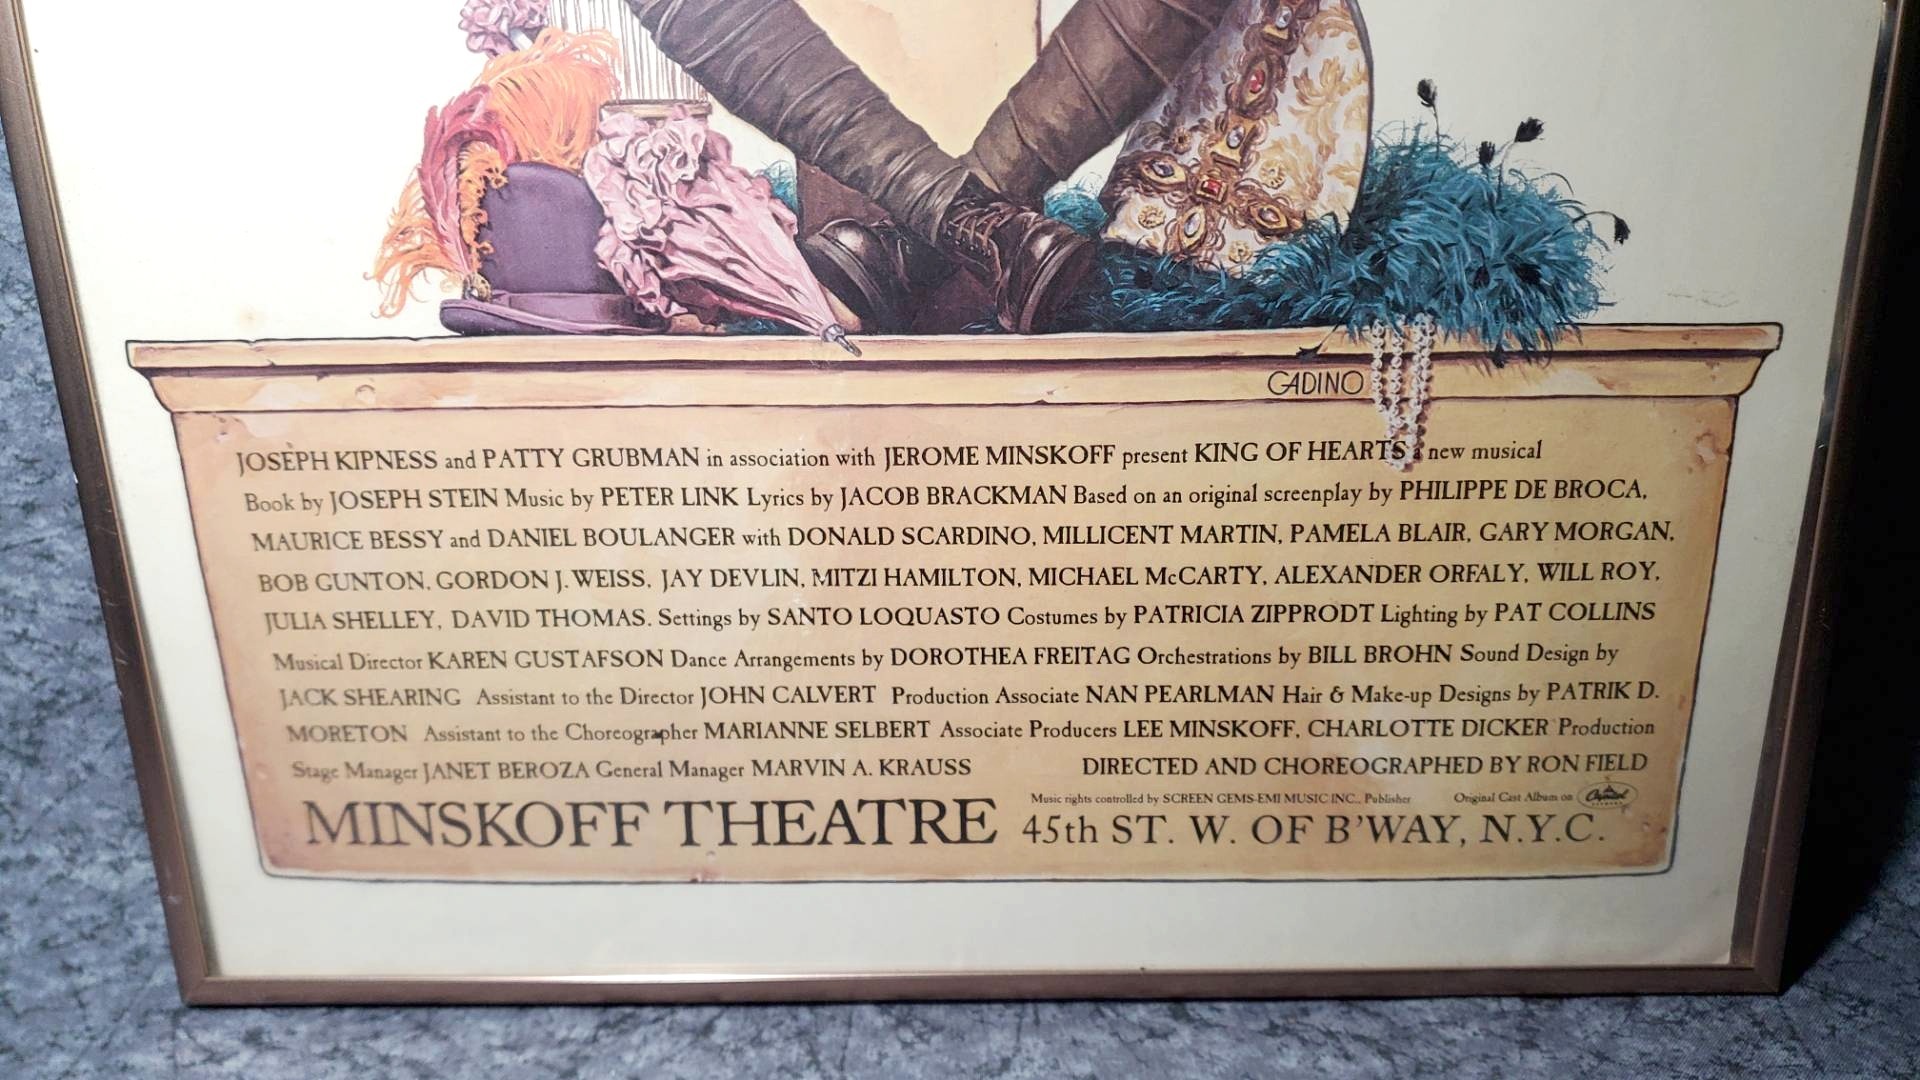 CADINO
JOSEPH KIPNESS and PATTY GRUBMAN in association with JEROME MINSKOFF present KING OF HEARTS a new musical
Book by JOSEPH STEIN Music by PETER LINK Lyrics by JACOB BRACKMAN Based on an original screenplay by PHILIPPE DE BROCA,
MAURICE BESSY and DANIEL BOULANGER with DONALD SCARDINO, MILLICENT MARTIN, PAMELA BLAIR, GARY MORGAN,
BOB GUNTON, GORDON J. WEISS, JAY DEVLIN, MITZI HAMILTON, MICHAEL McCARTY, ALEXANDER ORFALY, WILL ROY,
JULIA SHELLEY, DAVID THOMAS. Settings by SANTO LOQUASTO Costumes by PATRICIA ZIPPRODT Lighting by PAT COLLINS
Musical Director KAREN GUSTAFSON Dance Arrangements by DOROTHEA FREITAG Orchestrations by BILL BROHN Sound Design by
JACK SHEARING Assistant to the Director JOHN CALVERT Production Associate NAN PEARLMAN Hair & Make-up Designs by PATRIK D.
MORETON Assistant to the Choreographer MARIANNE SELBERT Associate Producers LEE MINSKOFF, CHARLOTTE DICKER Production
Stage Manager JANET BEROZA General Manager MARVIN A. KRAUSS DIRECTED AND CHOREOGRAPHED BY RON FIELD
Music rights controlled by SCREEN GEMS-EMI MUSIC INC., Publisher Original Cast Album on Capitol
MINSKOFF THEATRE 45th ST. W. OF B'WAY, N.Y.C.